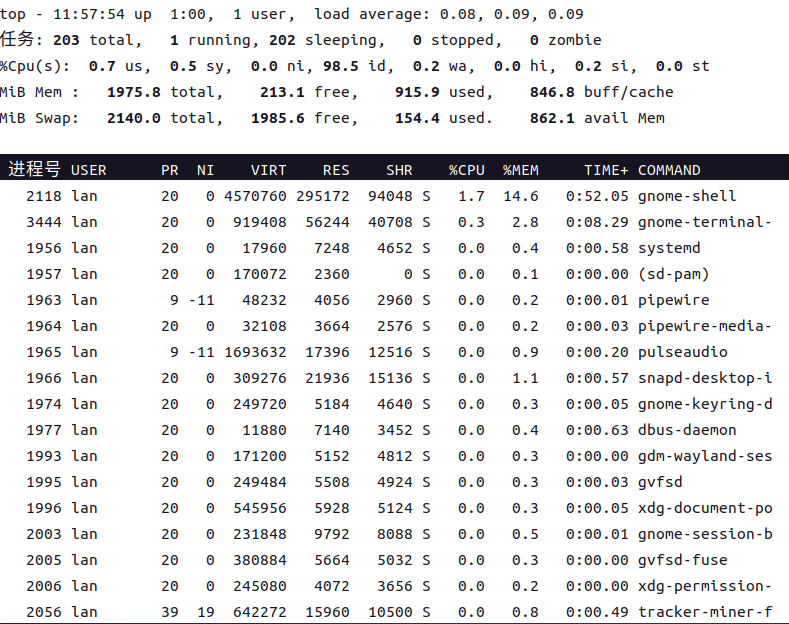 top - 11:57:54 up  1:00,  1 user,  load average: 0.08, 0.09, 0.09
任务: 203 total,   1 running, 202 sleeping,   0 stopped,   0 zombie
%Cpu(s):  0.7 us,  0.5 sy,  0.0 ni, 98.5 id,  0.2 wa,  0.0 hi,  0.2 si,  0.0 st
MiB Mem :   1975.8 total,    213.1 free,    915.9 used,    846.8 buff/cache
MiB Swap:   2140.0 total,   1985.6 free,    154.4 used.    862.1 avail Mem
进程号 USER      PR  NI    VIRT    RES    SHR    %CPU  %MEM     TIME+ COMMAND
2118 lan       20   0 4570760 295172  94048 S   1.7  14.6   0:52.05 gnome-shell
3444 lan       20   0  919408  56244  40708 S   0.3   2.8   0:08.29 gnome-terminal-
1956 lan       20   0   17960   7248   4652 S   0.0   0.4   0:00.58 systemd
1957 lan       20   0  170072   2360      0 S   0.0   0.1   0:00.00 (sd-pam)
1963 lan        9 -11   48232   4056   2960 S   0.0   0.2   0:00.01 pipewire
1964 lan       20   0   32108   3664   2576 S   0.0   0.2   0:00.03 pipewire-media-
1965 lan        9 -11 1693632  17396  12516 S   0.0   0.9   0:00.20 pulseaudio
1966 lan       20   0  309276  21936  15136 S   0.0   1.1   0:00.57 snapd-desktop-i
1974 lan       20   0  249720   5184   4640 S   0.0   0.3   0:00.05 gnome-keyring-d
1977 lan       20   0   11880   7140   3452 S   0.0   0.4   0:00.63 dbus-daemon
1993 lan       20   0  171200   5152   4812 S   0.0   0.3   0:00.00 gdm-wayland-ses
1995 lan       20   0  249484   5508   4924 S   0.0   0.3   0:00.03 gvfsd
1996 lan       20   0  545956   5928   5124 S   0.0   0.3   0:00.05 xdg-document-po
2003 lan       20   0  231848   9792   8088 S   0.0   0.5   0:00.01 gnome-session-b
2005 lan       20   0  380884   5664   5032 S   0.0   0.3   0:00.00 gvfsd-fuse
2006 lan       20   0  245080   4072   3656 S   0.0   0.2   0:00.00 xdg-permission-
2056 lan       39  19  642272  15960  10500 S   0.0   0.8   0:00.49 tracker-miner-f